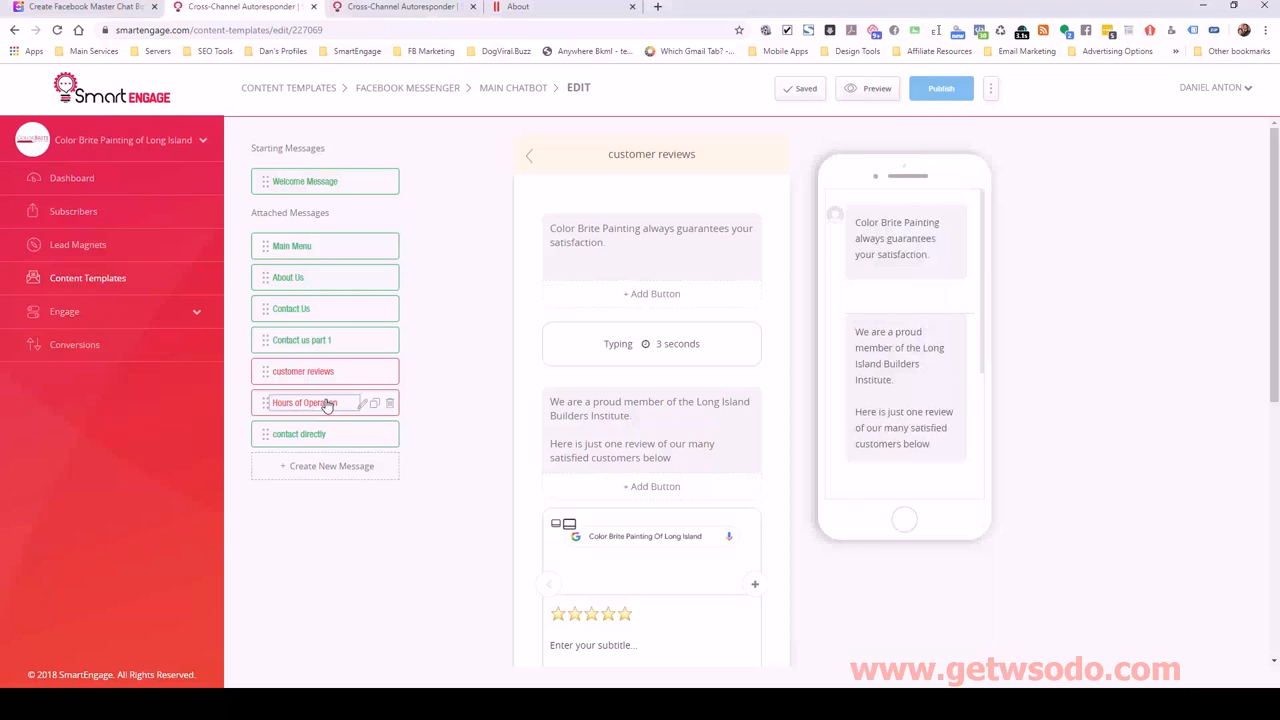 Create Facebook Master Chat Bo
Cross-Channel Autoresponder |
Cross-Channel Autoresponder |
About
smartengage.com/content-templates/edit/227069
Apps
Main Services
Servers
SEO Tools
Dan's Profiles
SmartEngage
FB Marketing
DogViral.Buzz
Anywhere Bkml - te...
Which Gmail Tab? -...
Mobile Apps
Design Tools
Affiliate Resources
Email Marketing
Advertising Options
Other bookmarks
Smart ENGAGE
CONTENT TEMPLATES
FACEBOOK MESSENGER
MAIN CHATBOT
EDIT
Saved
Preview
Publish
DANIEL ANTON
Color Brite Painting of Long Island
Dashboard
Subscribers
Lead Magnets
Content Templates
Engage
Conversions
© 2018 SmartEngage. All Rights Reserved.
Starting Messages
Welcome Message
Attached Messages
Main Menu
About Us
Contact Us
Contact us part 1
customer reviews
Hours of Operation
contact directly
+ Create New Message
customer reviews
Color Brite Painting always guarantees your
satisfaction.
+ Add Button
Typing 3 seconds
We are a proud member of the Long Island
Builders Institute.
Here is just one review of our many
satisfied customers below
+ Add Button
Color Brite Painting Of Long Island
Enter your subtitle...
Color Brite Painting
always guarantees
your satisfaction.
We are a proud
member of the Long
Island Builders
Institute.
Here is just one review
of our many satisfied
customers below
www.getwsodo.com